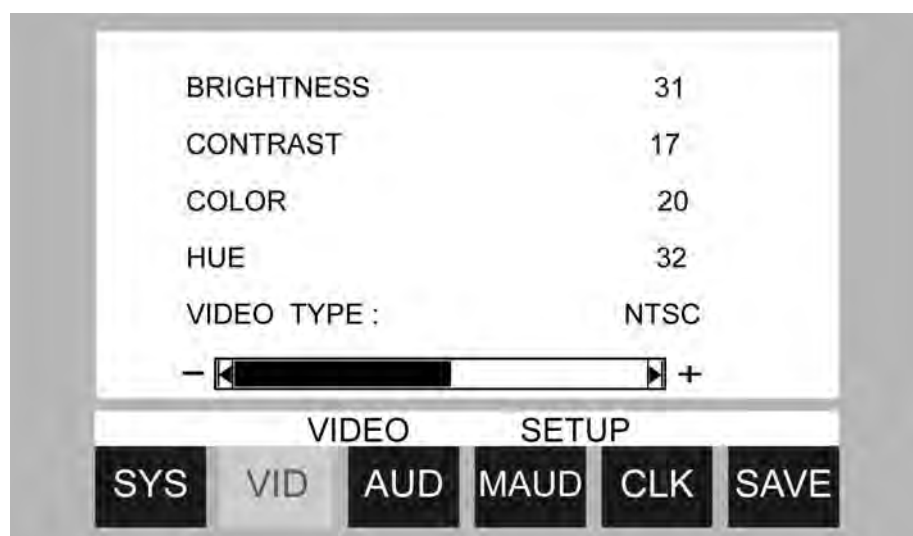 BRIGHTNESS 31
CONTRAST 17
COLOR 20
HUE 32
VIDEO TYPE : NTSC
- +
VIDEO SETUP
SYS VID AUD MAUD CLK SAVE